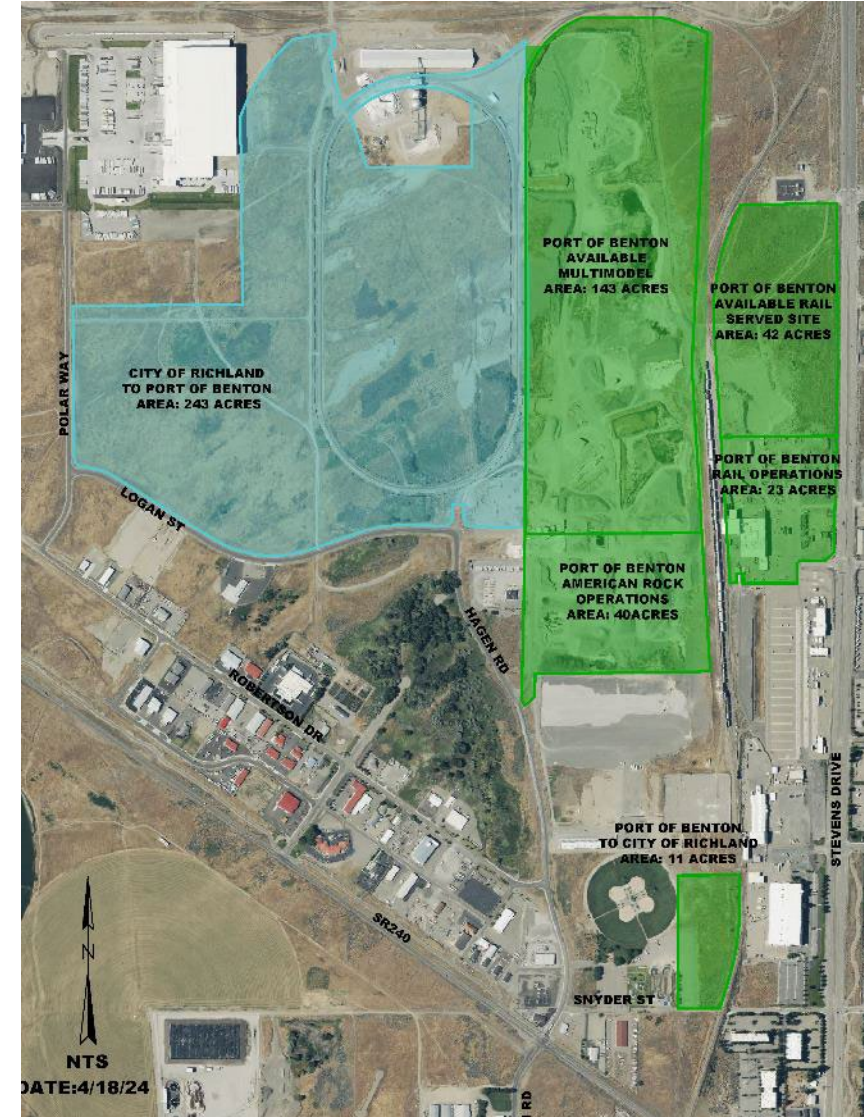 PORT OF BENTON
AVAILABLE
MULTIMODEL
AREA: 143 ACRES
PORT OF BENTON
AVAILABLE RAIL
SERVED SITE
AREA: 42 ACRES
CITY OF RICHLAND
TO PORT OF BENTON
AREA: 243 ACRES
POLAR WAY
PORT OF BENTON
RAIL OPERATIONS
AREA: 23 ACRES
LOGAN ST
PORT OF BENTON
AMERICAN ROCK
OPERATIONS
AREA: 40ACRES
HAGEN RD
ROBERTSON DR
STEVENS DRIVE
PORT OF BENTON
TO CITY OF RICHLAND
AREA: 11 ACRES
SR240
SNYDER ST
N
NTS
DATE:4/18/24
RD